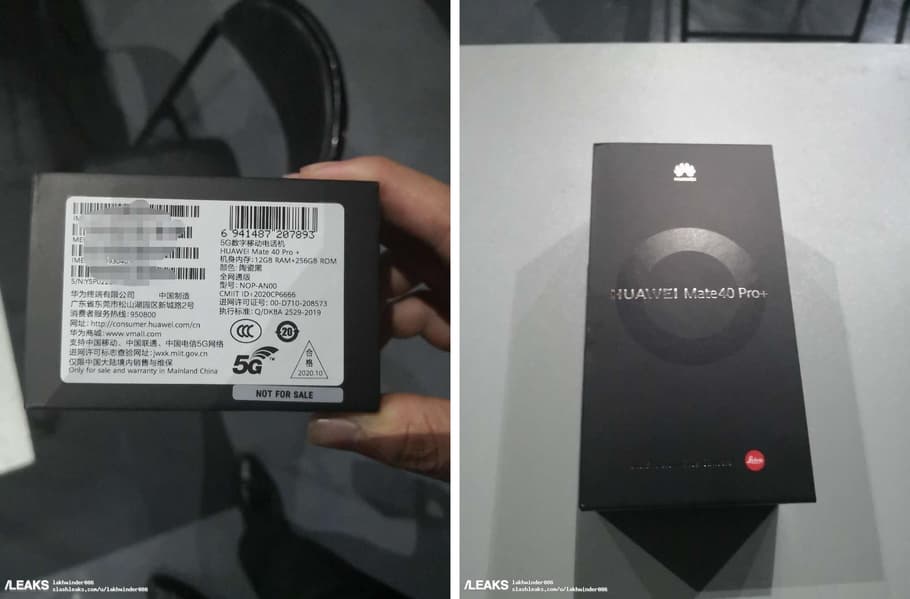 6 941487 207893
5G数字移动电话机
HUAWEI Mate 40 Pro +
机身内存:12GB RAM+256GB ROM
颜色: 陶瓷黑
全网通版
型号: NOP-AN00
CMIIT ID:2020CP6666
进网许可证号: 00-D710-208573
执行标准: Q/DKBA 2529-2019
华为终端有限公司 中国制造
广东省东莞市松山湖园区新城路2号
消费者服务热线: 950800
网址: http://consumer.huawei.com/cn
华为商城: www.vmall.com
支持中国移动、中国联通、中国电信5G网络
进网许可标志查验网址: jwxk.miit.gov.cn
仅限中国大陆境内销售与维保
Only for sale and warranty in Mainland China
CCC
20
5G
合格
2020.10
NOT FOR SALE
/LEAKS lakhwinder006
slashleaks.com/u/lakhwinder006
HUAWEI
HUAWEI Mate40 Pro+
Leica
/LEAKS lakhwinder006
slashleaks.com/u/lakhwinder006